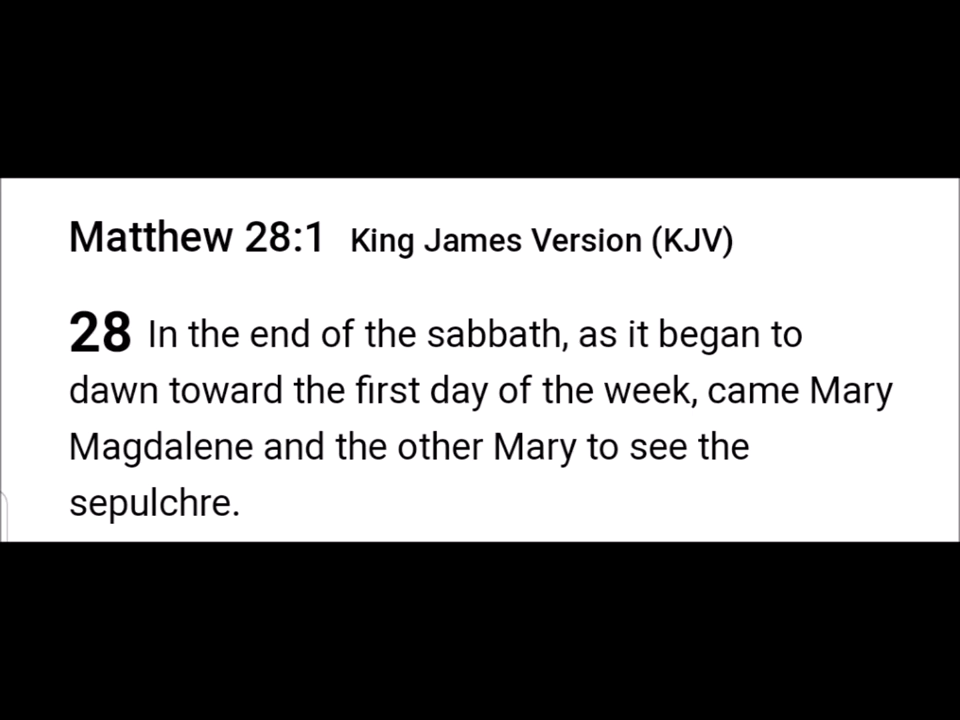 Matthew 28:1 King James Version (KJV)
28 In the end of the sabbath, as it began to
dawn toward the first day of the week, came Mary
Magdalene and the other Mary to see the
sepulchre.